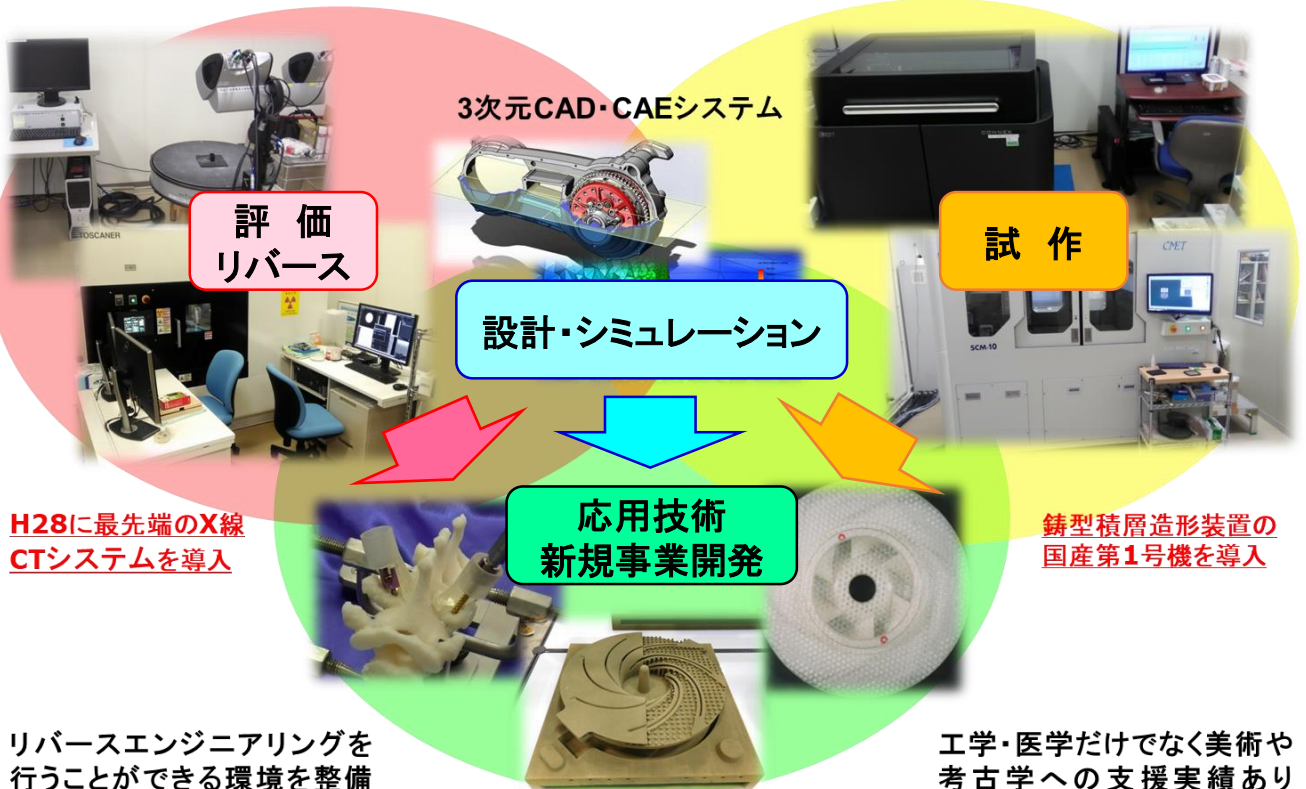 3次元CAD・CAEシステム
評 価
リバース
TOSCANER
試 作
CMET
SCM-10
設計・シミュレーション
応用技術
新規事業開発
H28に最先端のX線
CTシステムを導入
鋳型積層造形装置の
国産第1号機を導入
リバースエンジニアリングを
行うことができる環境を整備
工学・医学だけでなく美術や
考古学への支援実績あり